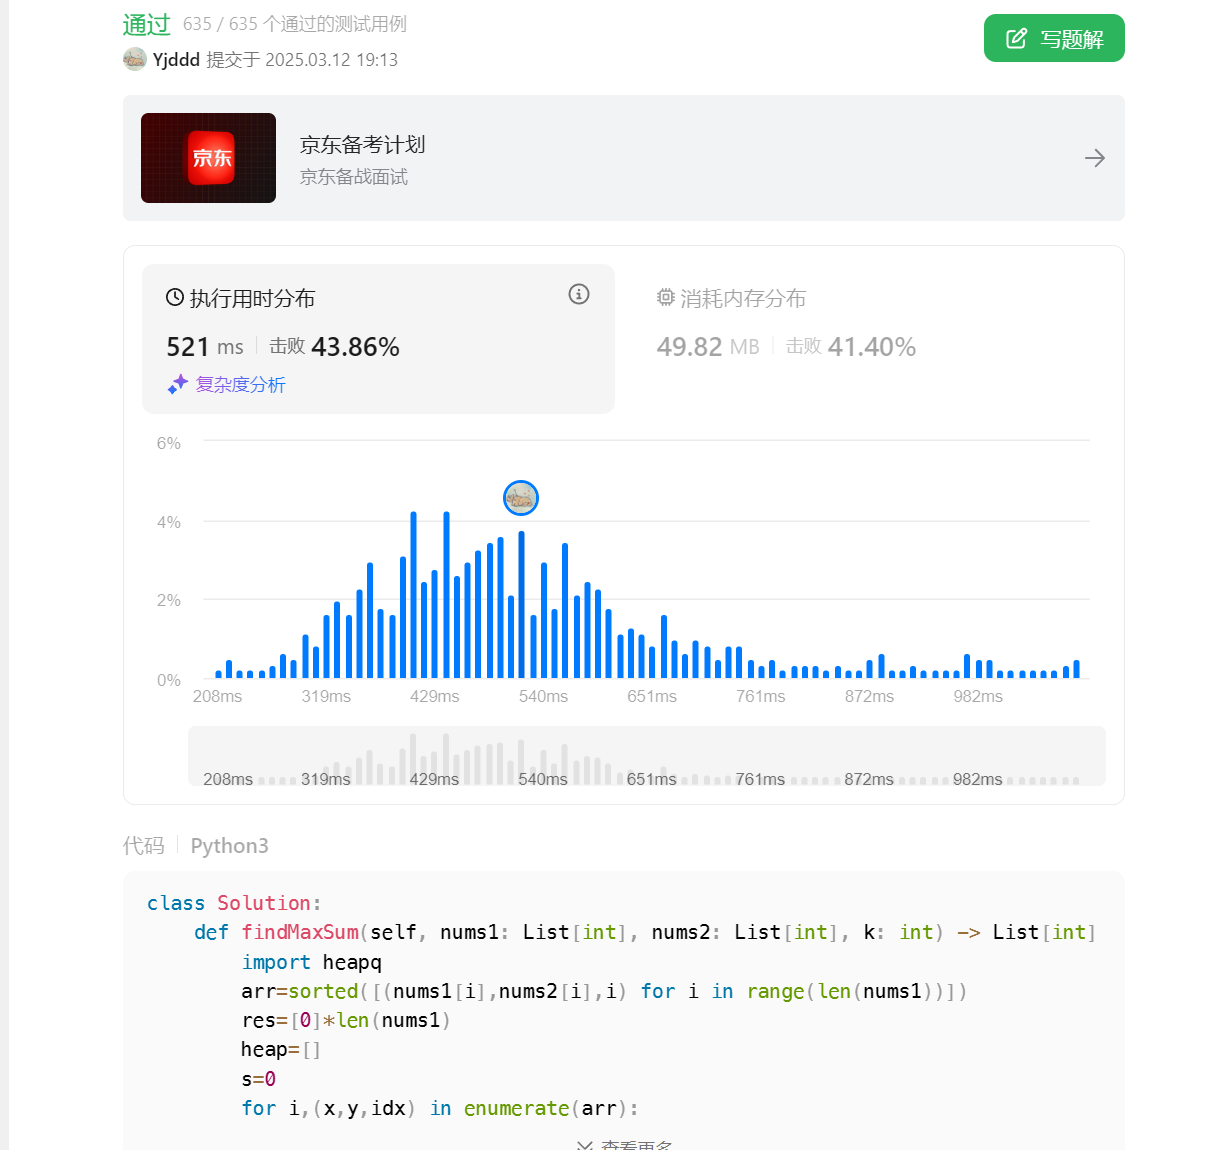 通过 635 / 635 个通过的测试用例
Yjddd 提交于 2025.03.12 19:13
写题解
京东
京东备考计划
京东备战面试
执行用时分布
521 ms 击败 43.86%
复杂度分析
消耗内存分布
49.82 MB 击败 41.40%
6%
4%
2%
0%
208ms 319ms 429ms 540ms 651ms 761ms 872ms 982ms
208ms 319ms 429ms 540ms 651ms 761ms 872ms 982ms
代码 Python3
class Solution:
    def findMaxSum(self, nums1: List[int], nums2: List[int], k: int) -> List[int]
        import heapq
        arr=sorted([(nums1[i],nums2[i],i) for i in range(len(nums1))])
        res=[0]*len(nums1)
        heap=[]
        s=0
        for i,(x,y,idx) in enumerate(arr):
查看更多